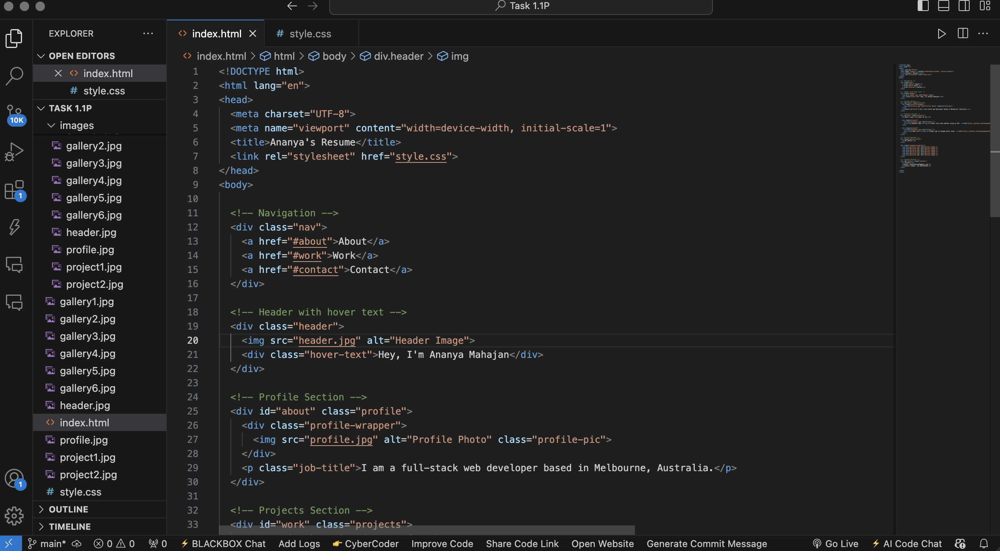 Task 1.1P
EXPLORER
OPEN EDITORS
index.html
style.css
TASK 1.1P
images
gallery2.jpg
gallery3.jpg
gallery4.jpg
gallery5.jpg
gallery6.jpg
header.jpg
profile.jpg
project1.jpg
project2.jpg
gallery1.jpg
gallery2.jpg
gallery3.jpg
gallery4.jpg
gallery5.jpg
gallery6.jpg
header.jpg
index.html
profile.jpg
project1.jpg
project2.jpg
style.css
OUTLINE
TIMELINE
10K
1
1
index.html
style.css
index.html > html > body > div.header > img
1 <!DOCTYPE html>
2 <html lang="en">
3 <head>
4 <meta charset="UTF-8">
5 <meta name="viewport" content="width=device-width, initial-scale=1">
6 <title>Ananya's Resume</title>
7 <link rel="stylesheet" href="style.css">
8 </head>
9 <body>
10
11 <!-- Navigation -->
12 <div class="nav">
13 <a href="#about">About</a>
14 <a href="#work">Work</a>
15 <a href="#contact">Contact</a>
16 </div>
17
18 <!-- Header with hover text -->
19 <div class="header">
20 <img src="header.jpg" alt="Header Image">
21 <div class="hover-text">Hey, I'm Ananya Mahajan</div>
22 </div>
23
24 <!-- Profile Section -->
25 <div id="about" class="profile">
26 <div class="profile-wrapper">
27 <img src="profile.jpg" alt="Profile Photo" class="profile-pic">
28 </div>
29 <p class="job-title">I am a full-stack web developer based in Melbourne, Australia.</p>
30 </div>
31
32 <!-- Projects Section -->
33 <div id="work" class="projects">
main* 0 0 0 BLACKBOX Chat Add Logs CyberCoder Improve Code Share Code Link Open Website Generate Commit Message Go Live AI Code Chat